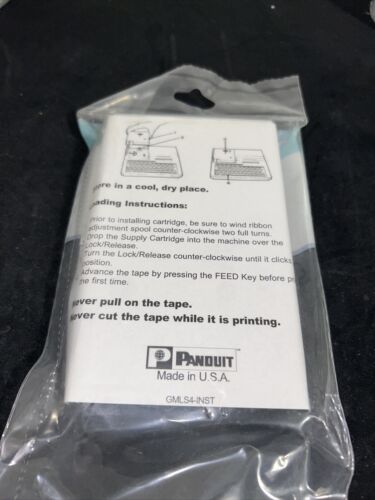 ore in a cool, dry place.
ading Instructions:
Prior to installing cartridge, be sure to wind ribbon
adjustment spool counter-clockwise two full turns.
Drop the Supply Cartridge into the machine over the
Lock/Release.
Turn the Lock/Release counter-clockwise until it clicks
position.
Advance the tape by pressing the FEED Key before pr
the first time.
Never pull on the tape.
Never cut the tape while it is printing.
P PANDUIT
Made in U.S.A.
GMLS4-INST